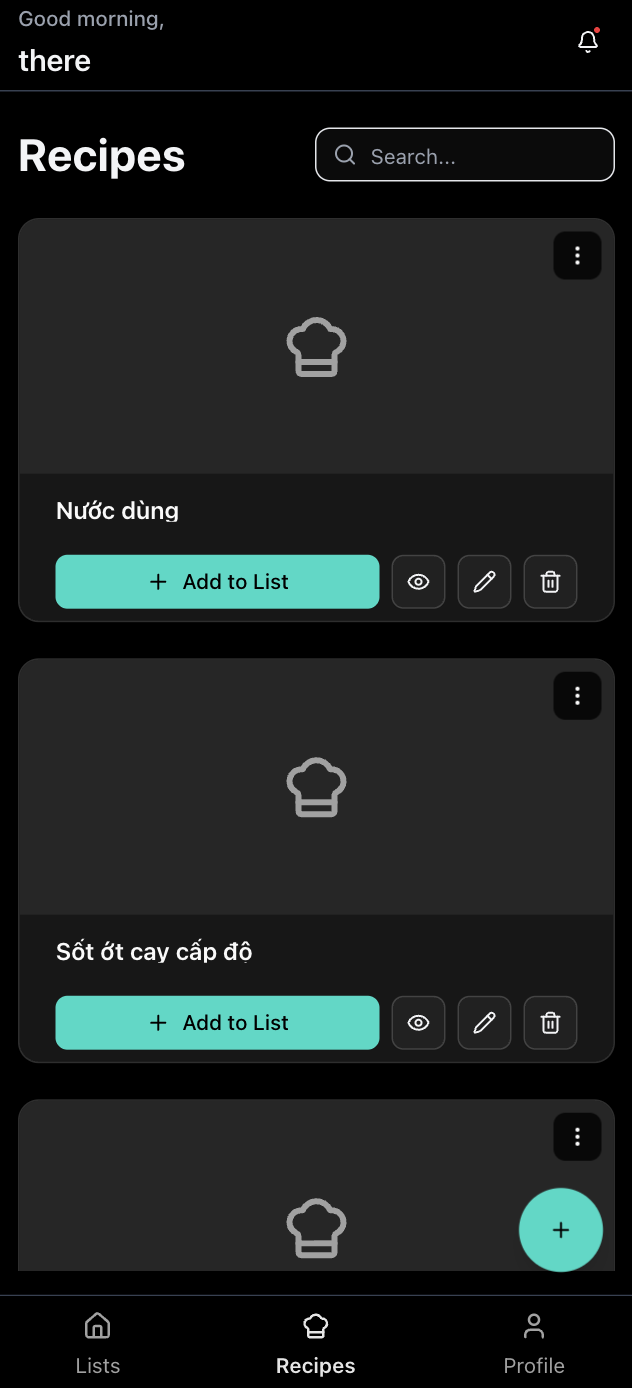 Good morning,
there
Recipes
Search...
Nước dùng
Add to List
Sốt ớt cay cấp độ
Add to List
Lists
Recipes
Profile